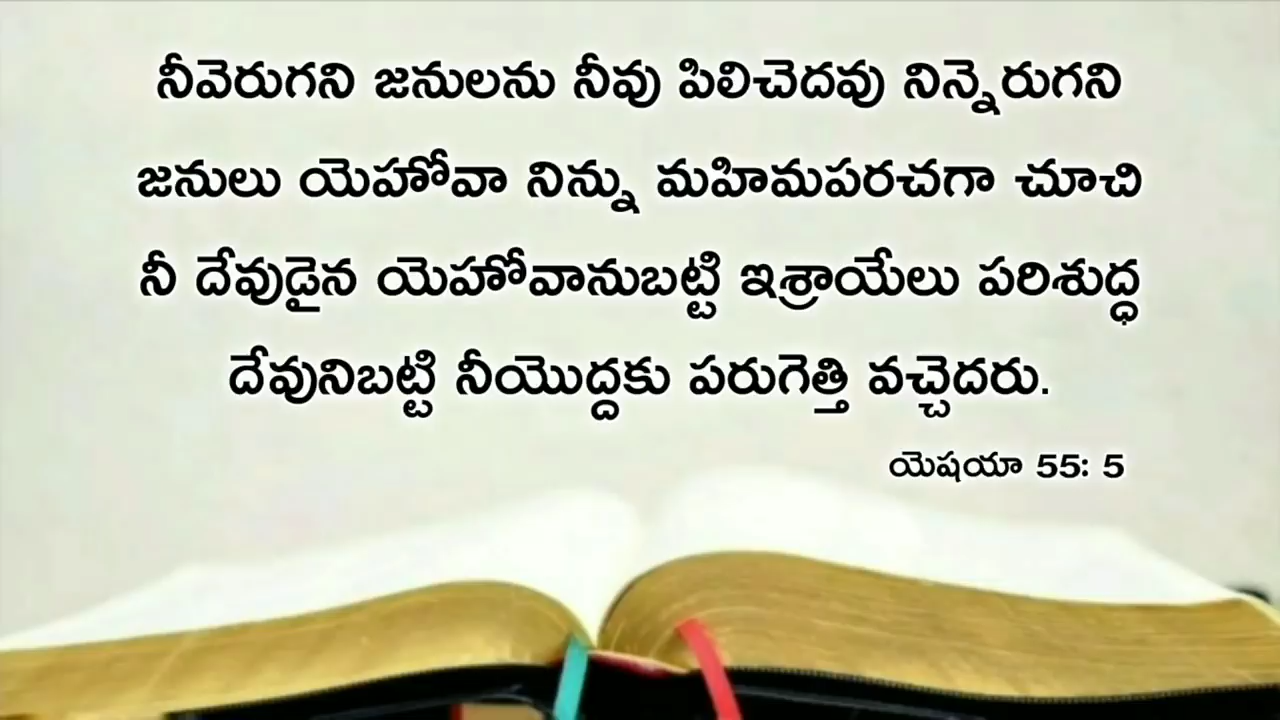 నీవెరుగని జనులను నీవు పిలిచెదవు నిన్నెరుగని
జనులు యెహోవా నిన్ను మహిమపరచగా చూచి
నీ దేవుడైన యెహోవానుబట్టి ఇశ్రాయేలు పరిశుద్ధ
దేవునిబట్టి నీయొద్దకు పరుగెత్తి వచ్చెదరు.
యెషయా 55: 5